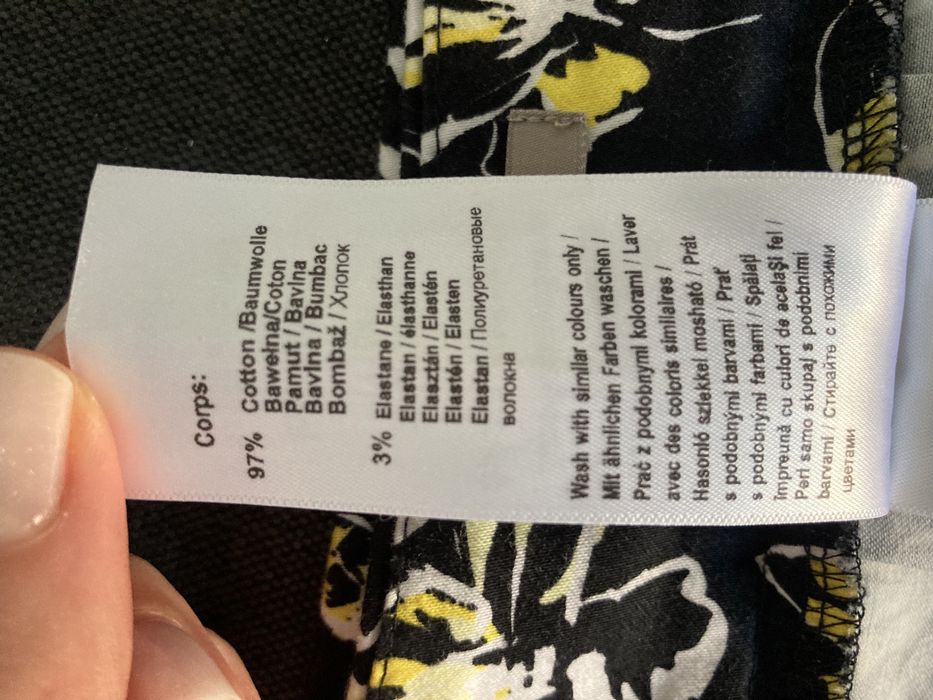 Corps:
97% Cotton /Baumwolle
Bawełna/Coton
Pamut / Bavlna
Bavlna / Bumbac
Bombaž / Хлопок
3% Elastane / Elasthan
Elastan / élasthanne
Elasztán / Elastén
Elastén / Elasten
Elastan / Полиуретановые
волокна
Wash with similar colours only /
Mit ähnlichen Farben waschen /
Prać z podobnymi kolorami / Laver
avec des coloris similaires /
Hasonló szlekkel mosható / Prát
s podobnými barvami / Prať
s podobnými farbami / Spălați
împreună cu culori de același fel /
Peri samo skupaj s podobnimi
barvami / Стирайте с похожими
цветами